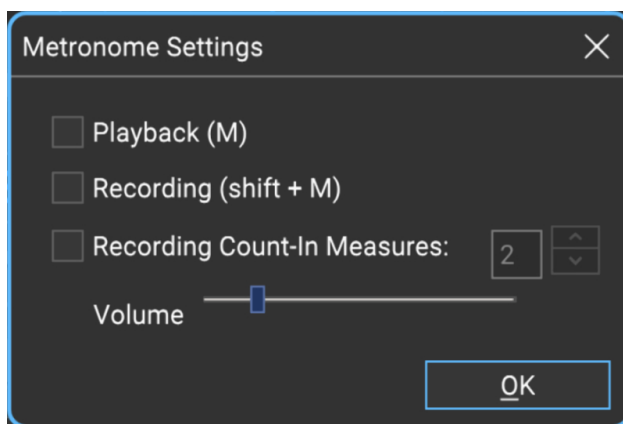 Metronome Settings
Playback (M)
Recording (shift + M)
Recording Count-In Measures: 2
Volume
OK